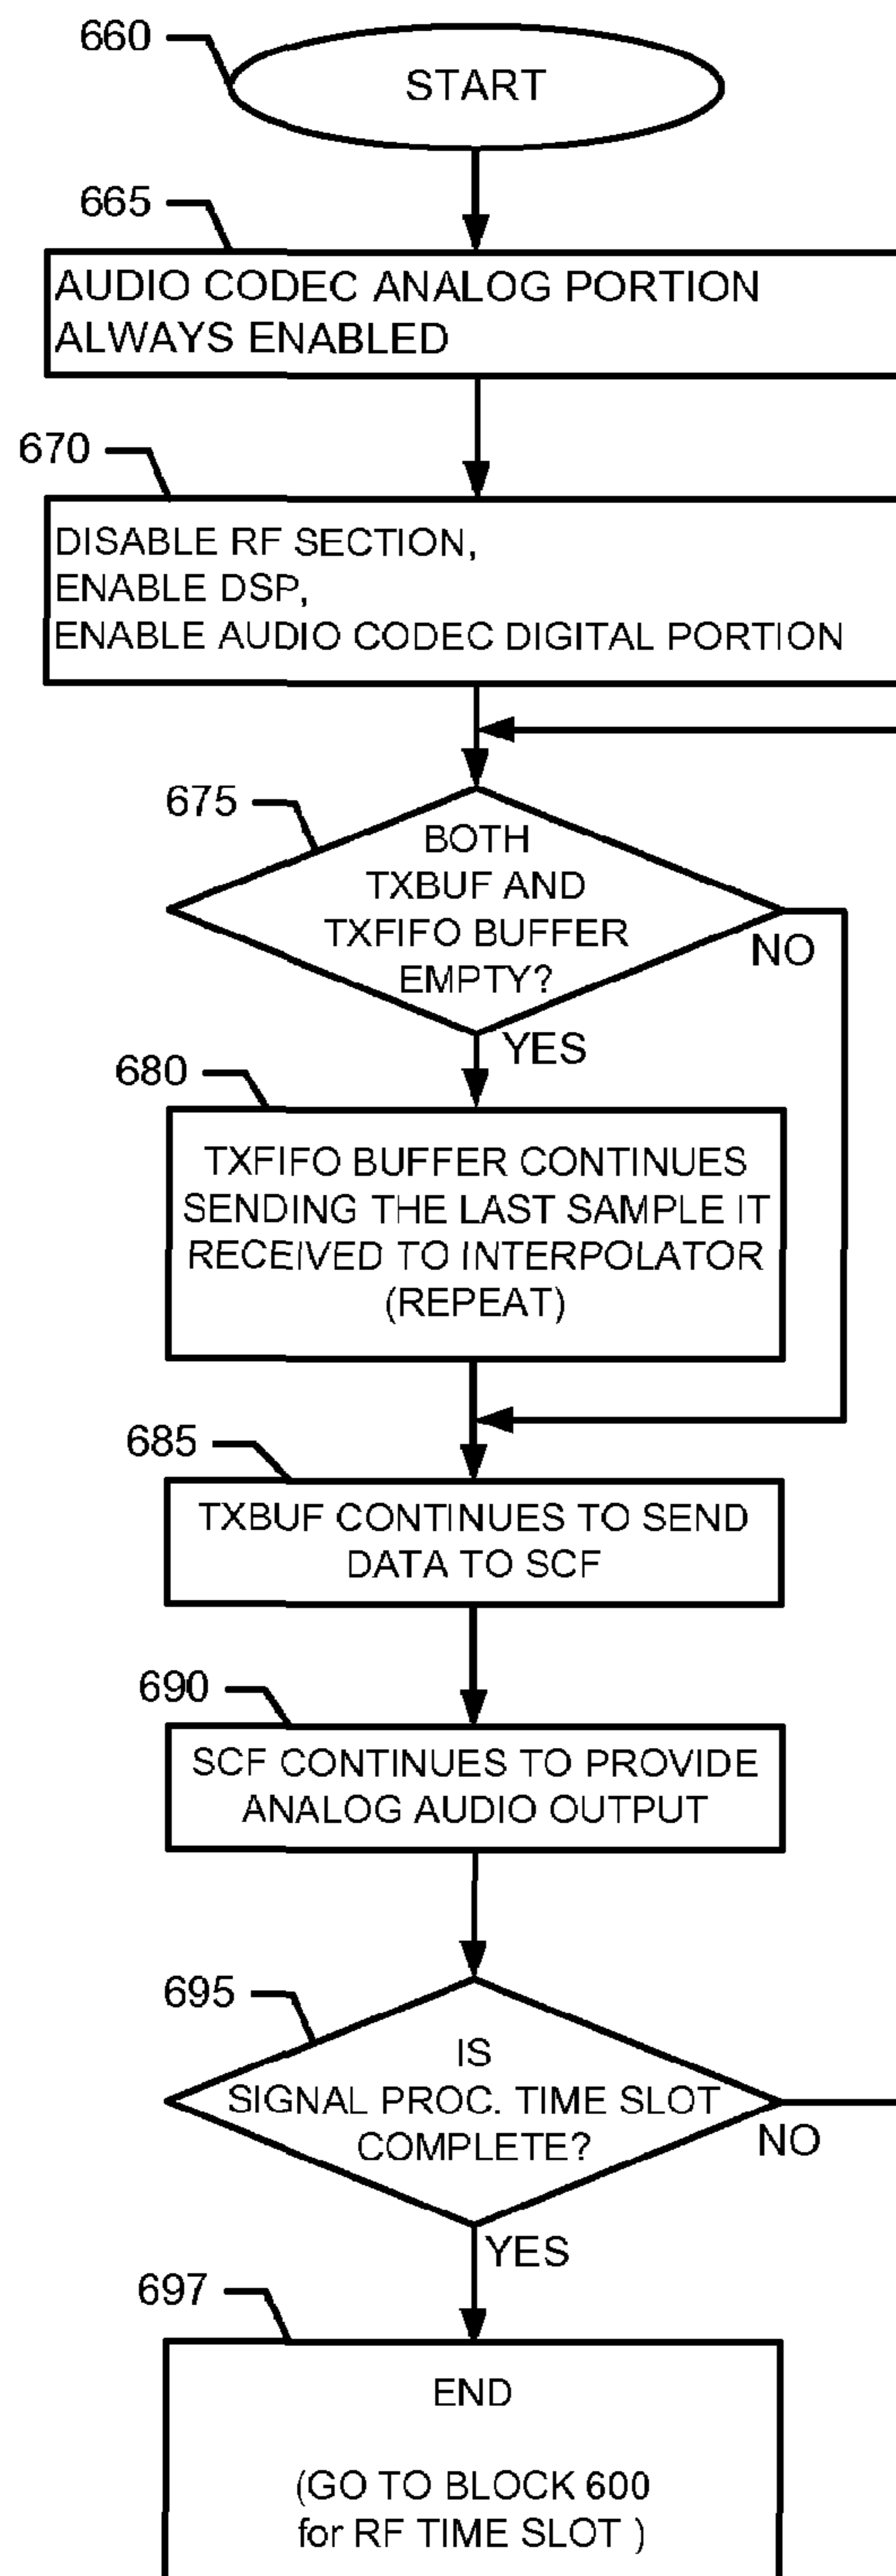 660
START
665
AUDIO CODEC ANALOG PORTION
ALWAYS ENABLED
670
DISABLE RF SECTION,
ENABLE DSP,
ENABLE AUDIO CODEC DIGITAL PORTION
675
BOTH
TXBUF AND
TXFIFO BUFFER
EMPTY?
NO
YES
680
TXFIFO BUFFER CONTINUES
SENDING THE LAST SAMPLE IT
RECEIVED TO INTERPOLATOR
(REPEAT)
685
TXBUF CONTINUES TO SEND
DATA TO SCF
690
SCF CONTINUES TO PROVIDE
ANALOG AUDIO OUTPUT
695
IS
SIGNAL PROC. TIME SLOT
COMPLETE?
NO
YES
697
END
(GO TO BLOCK 600
for RF TIME SLOT )